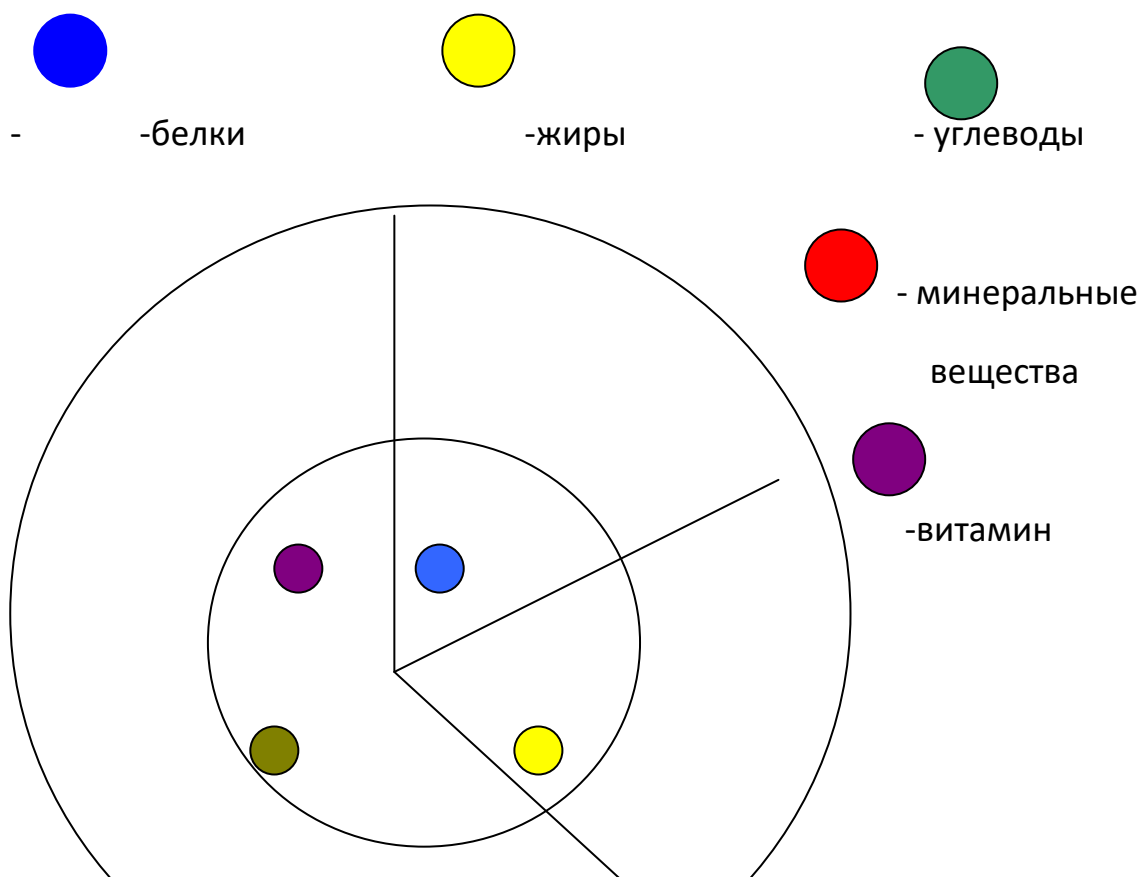 - -белки -жиры - углеводы
- минеральные
вещества
-витамин